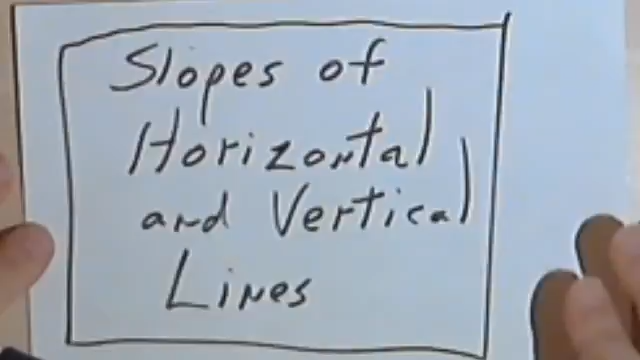 Slopes of
Horizontal
and Vertical
Lines